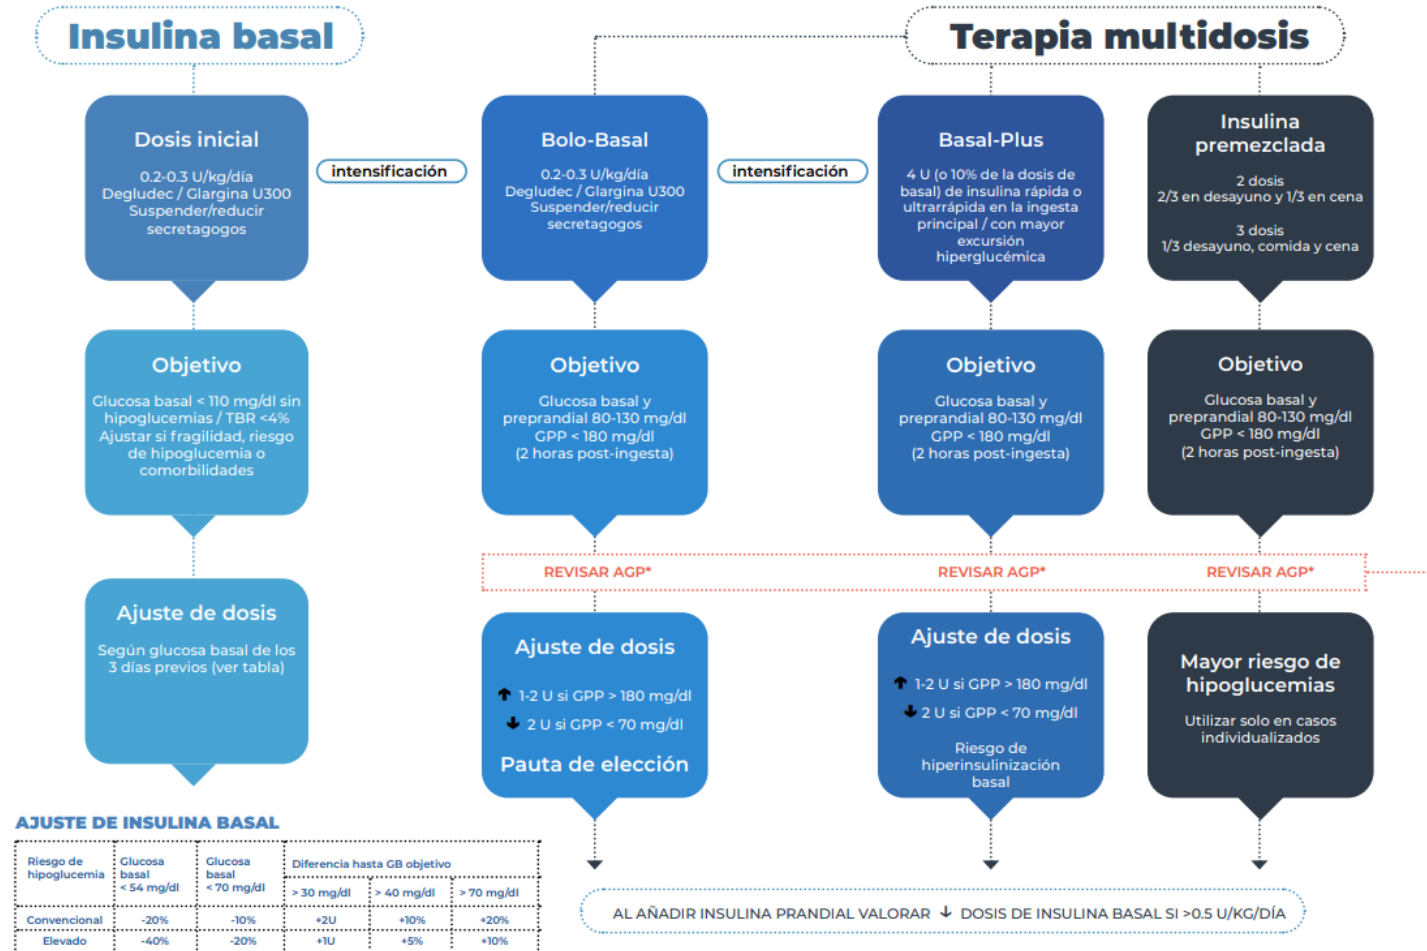 Insulina basal
Terapia multidosis
Dosis inicial
0.2-0.3 U/kg/día
Degludec / Glargina U300
Suspender/reducir
secretagogos
intensificación
Bolo-Basal
0.2-0.3 U/kg/día
Degludec / Glargina U300
Suspender/reducir
secretagogos
intensificación
Basal-Plus
4 U (o 10% de la dosis de
basal) de insulina rápida o
ultrarrápida en la ingesta
principal / con mayor
excursión
hiperglucémica
Insulina
premezclada
2 dosis
2/3 en desayuno y 1/3 en cena
3 dosis
1/3 desayuno, comida y cena
Objetivo
Glucosa basal < 110 mg/dl sin
hipoglucemias / TBR <4%
Ajustar si fragilidad, riesgo
de hipoglucemia o
comorbilidades
Objetivo
Glucosa basal y
preprandial 80-130 mg/dl
GPP < 180 mg/dl
(2 horas post-ingesta)
Objetivo
Glucosa basal y
preprandial 80-130 mg/dl
GPP < 180 mg/dl
(2 horas post-ingesta)
Objetivo
Glucosa basal y
preprandial 80-130 mg/dl
GPP < 180 mg/dl
(2 horas post-ingesta)
REVISAR AGP*
REVISAR AGP*
REVISAR AGP*
Ajuste de dosis
Según glucosa basal de los
3 días previos (ver tabla)
Ajuste de dosis
↑ 1-2 U si GPP > 180 mg/dl
↓ 2 U si GPP < 70 mg/dl
Pauta de elección
Ajuste de dosis
↑ 1-2 U si GPP > 180 mg/dl
↓ 2 U si GPP < 70 mg/dl
Riesgo de
hiperinsulinización
basal
Mayor riesgo de
hipoglucemias
Utilizar solo en casos
individualizados
AJUSTE DE INSULINA BASAL
Riesgo de
hipoglucemia
Glucosa
basal
< 54 mg/dl
Glucosa
basal
< 70 mg/dl
Diferencia hasta GB objetivo
> 30 mg/dl > 40 mg/dl > 70 mg/dl
Convencional -20% -10% +2U +10% +20%
Elevado -40% -20% +1U +5% +10%
AL AÑADIR INSULINA PRANDIAL VALORAR ↓ DOSIS DE INSULINA BASAL SI >0.5 U/KG/DÍA